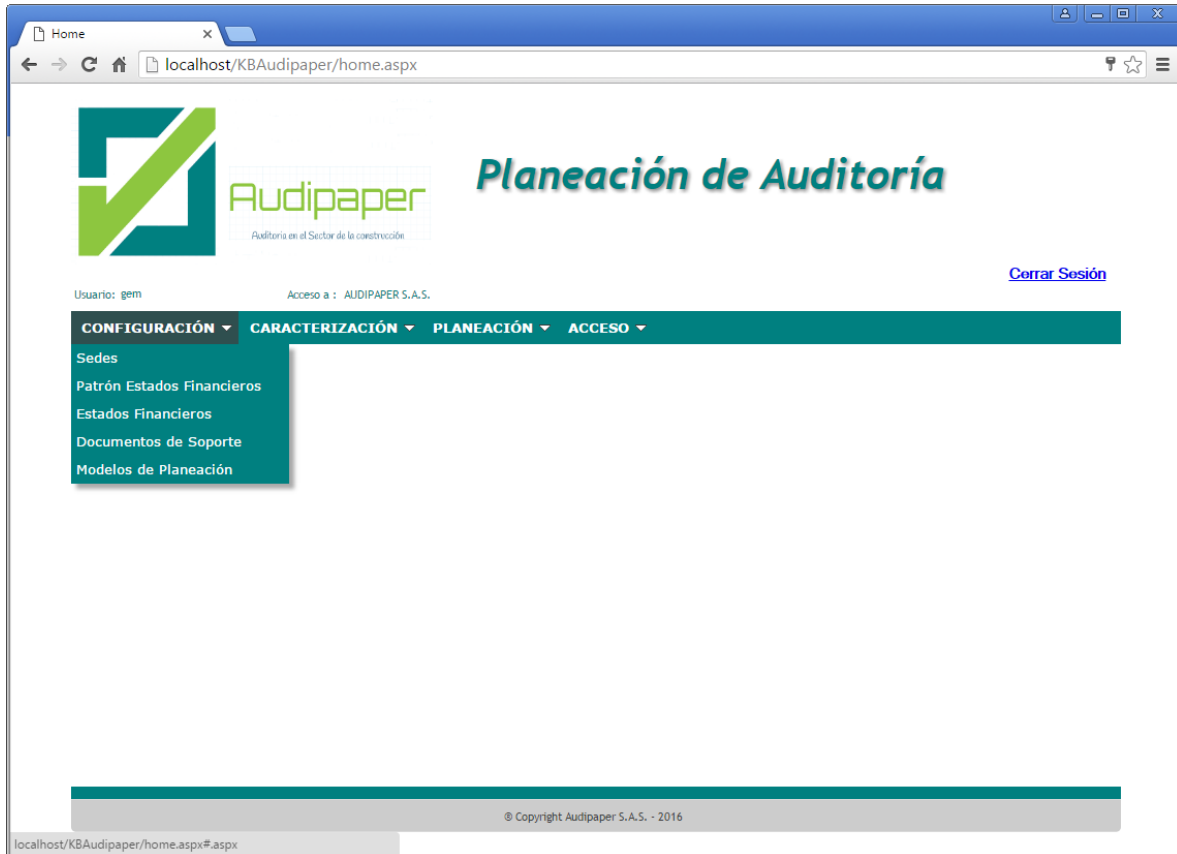 Home
localhost/KBAudipaper/home.aspx
Audipaper
Auditoria en el Sector de la construcción
Planeación de Auditoría
Cerrar Sesión
Usuario: gem Acceso a : AUDIPAPER S.A.S.
CONFIGURACIÓN CARACTERIZACIÓN PLANEACIÓN ACCESO
Sedes
Patrón Estados Financieros
Estados Financieros
Documentos de Soporte
Modelos de Planeación
© Copyright Audipaper S.A.S. - 2016
localhost/KBAudipaper/home.aspx#.aspx